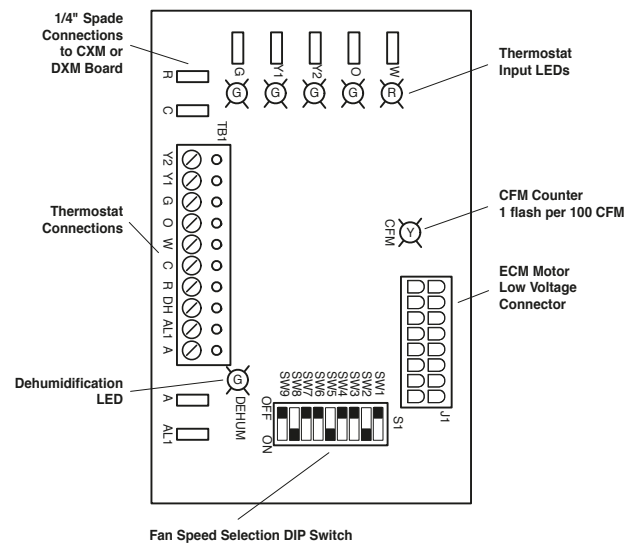 1/4" Spade
Connections
to CXM or
DXM Board
Thermostat
Input LEDs
G
Y1
Y2
O
W
G
G
G
G
R
R
C
TB1
Thermostat
Connections
Y2
Y1
G
O
W
C
R
DH
AL1
A
CFM Counter
1 flash per 100 CFM
Y
CFM
ECM Motor
Low Voltage
Connector
J1
Dehumidification
LED
G
DEHUM
A
AL1
SW9
SW8
SW7
SW6
SW5
SW4
SW3
SW2
SW1
OFF
ON
S1
Fan Speed Selection DIP Switch